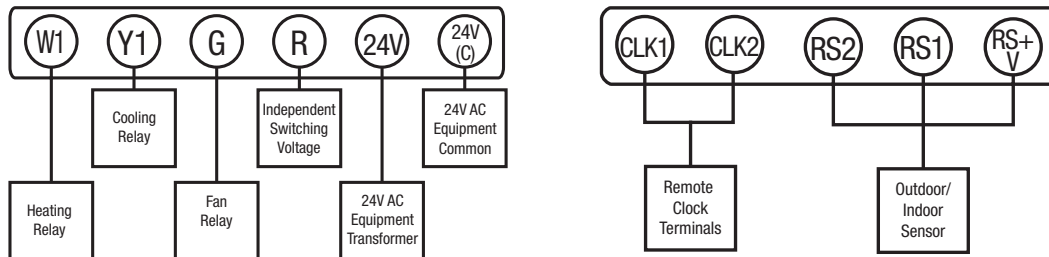 W1 Y1 G R 24V 24V
(C)
Cooling
Relay
Independent
Switching
Voltage
24V AC
Equipment
Common
Heating
Relay
Fan
Relay
24V AC
Equipment
Transformer
CLK1 CLK2 RS2 RS1 RS+
V
Remote
Clock
Terminals
Outdoor/
Indoor
Sensor